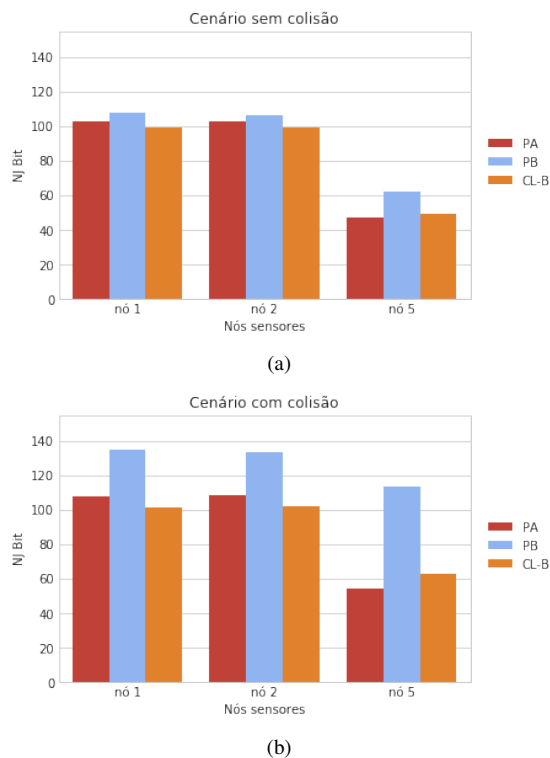 Cenário sem colisão
140
120
100
80
60
40
20
0
NJ Bit
nó 1 nó 2 nó 5
Nós sensores
PA
PB
CL-B
(a)
Cenário com colisão
140
120
100
80
60
40
20
0
NJ Bit
nó 1 nó 2 nó 5
Nós sensores
PA
PB
CL-B
(b)